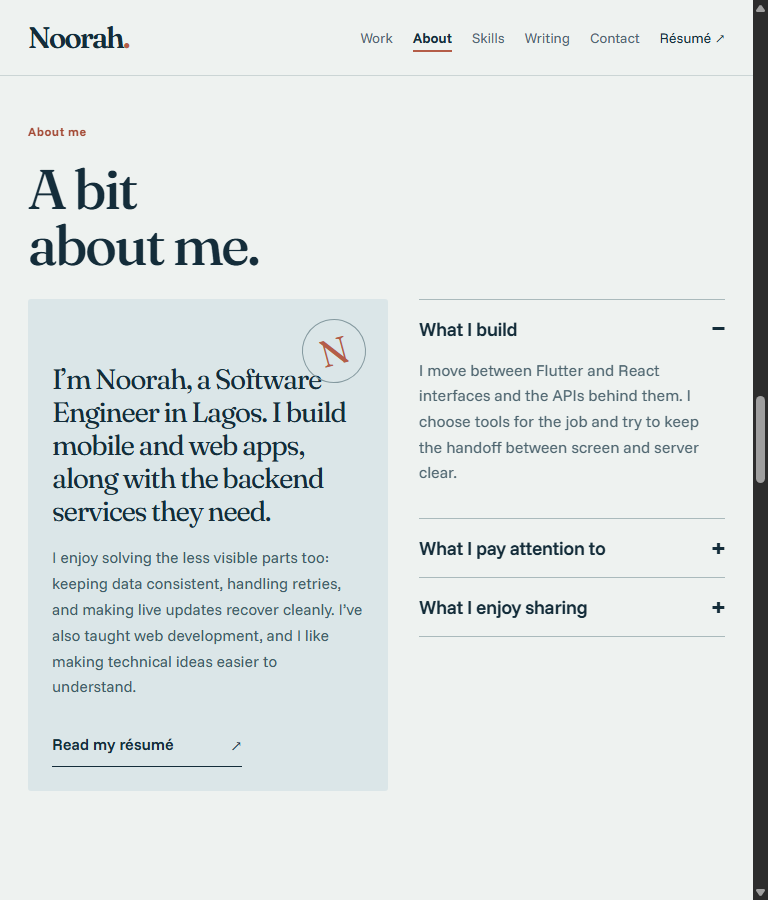 Noorah.
Work About Skills Writing Contact Résumé ↗
About me
A bit
about me.
N
I’m Noorah, a Software
Engineer in Lagos. I build
mobile and web apps,
along with the backend
services they need.
I enjoy solving the less visible parts too:
keeping data consistent, handling retries,
and making live updates recover cleanly. I’ve
also taught web development, and I like
making technical ideas easier to
understand.
Read my résumé ↗
What I build −
I move between Flutter and React
interfaces and the APIs behind them. I
choose tools for the job and try to keep
the handoff between screen and server
clear.
What I pay attention to +
What I enjoy sharing +